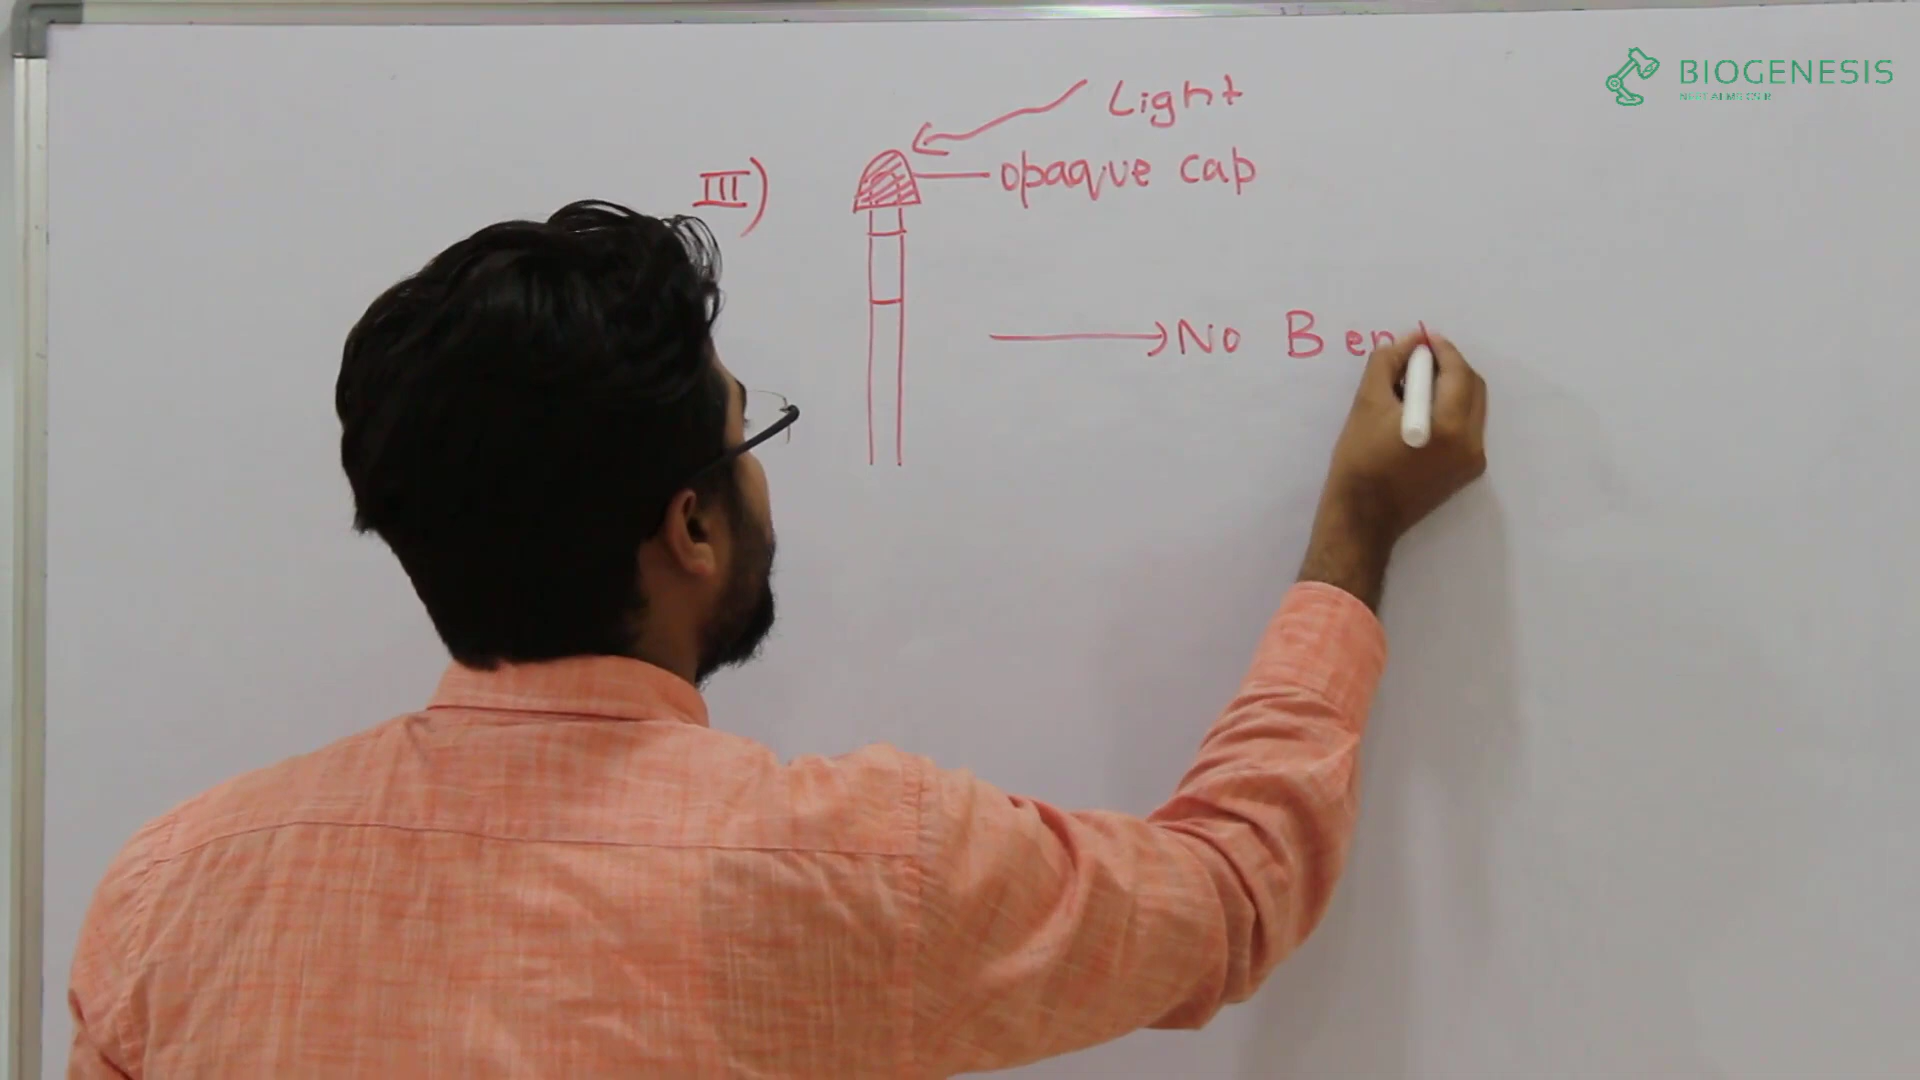 BIOGENESIS
Light
III)
opaque cap
No Ben